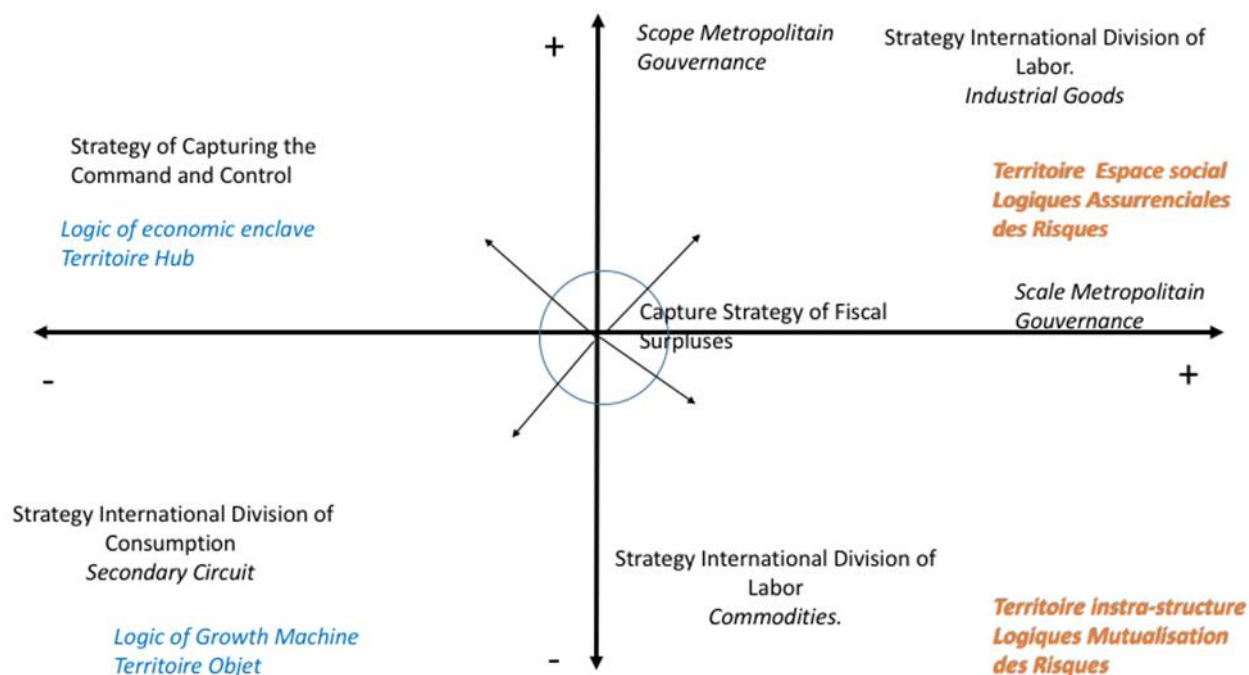 +
Scope Metropolitain
Gouvernance
Strategy International Division of
Labor.
Industrial Goods
Strategy of Capturing the
Command and Control
Logic of economic enclave
Territoire Hub
Territoire Espace social
Logiques Assurrenciales
des Risques
Capture Strategy of Fiscal
Surpluses
Scale Metropolitain
Gouvernance
-
+
Strategy International Division of
Consumption
Secondary Circuit
Logic of Growth Machine
Territoire Objet
Strategy International Division of
Labor
Commodities.
-
Territoire instra-structure
Logiques Mutualisation
des Risques